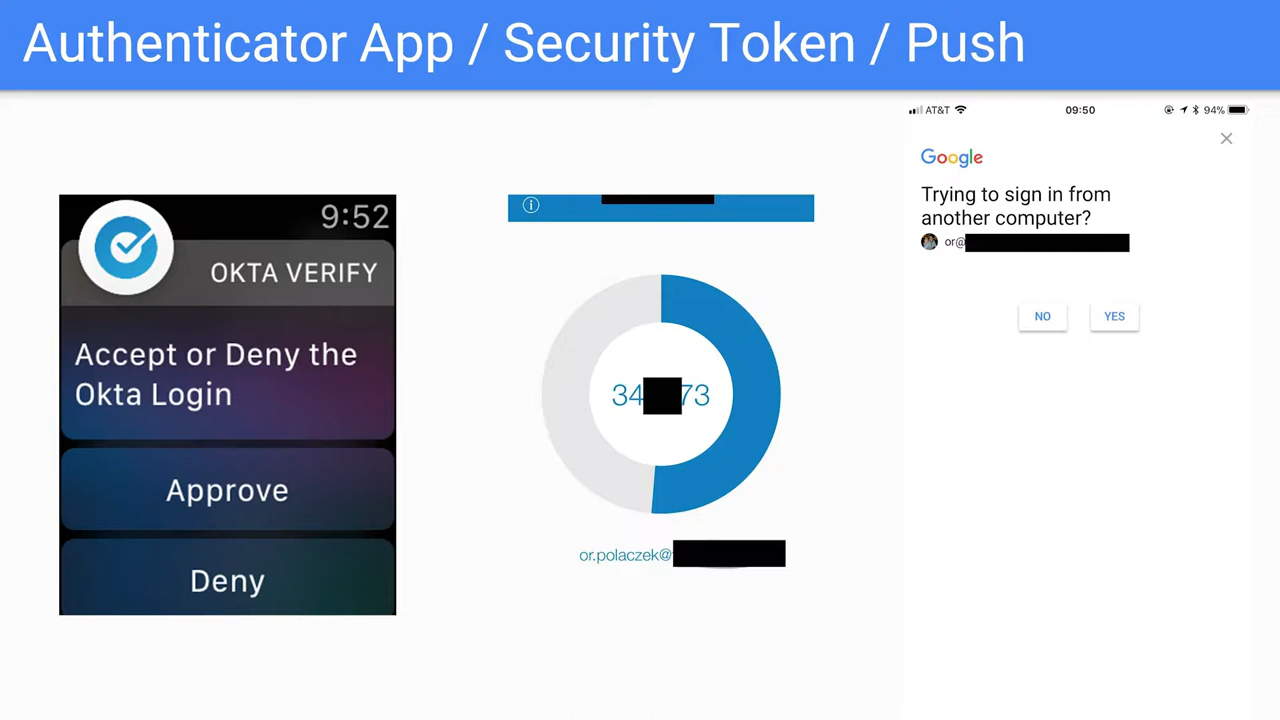 Authenticator App / Security Token / Push
9:52
OKTA VERIFY
Accept or Deny the
Okta Login
Approve
Deny
34 73
or.polaczek@
AT&T 09:50 94%
Google
Trying to sign in from
another computer?
or@
NO YES